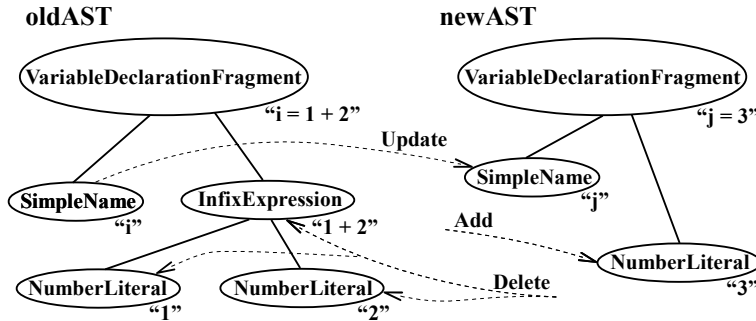 oldAST
newAST
VariableDeclarationFragment
VariableDeclarationFragment
“i = 1 + 2”
“j = 3”
Update
SimpleName
“i”
InfixExpression
“1 + 2”
SimpleName
“j”
Add
NumberLiteral
“1”
NumberLiteral
“2”
Delete
NumberLiteral
“3”